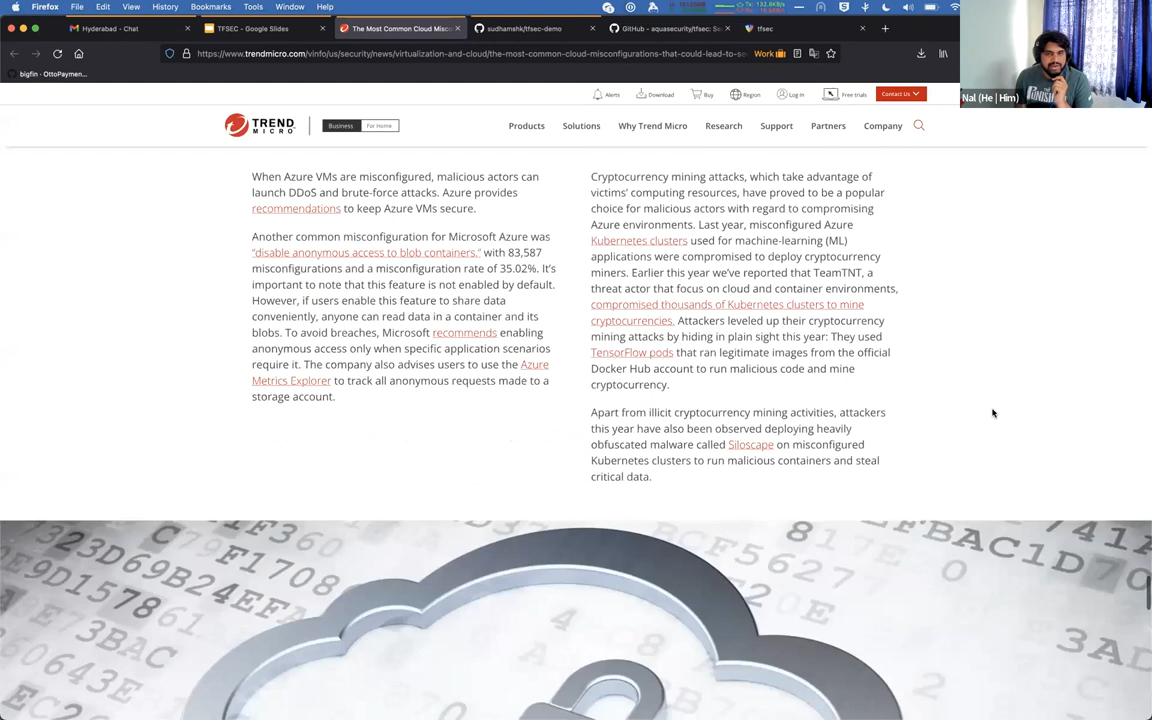 Firefox File Edit View History Bookmarks Tools Window Help
Hyderabad - Chat
TFSEC - Google Slides
The Most Common Cloud Misco
sudhamshk/tfsec-demo
GitHub - aquasecurity/tfsec: Se
tfsec
https://www.trendmicro.com/vinfo/us/security/news/virtualization-and-cloud/the-most-common-cloud-misconfigurations-that-could-lead-to-se
Work
bigfin · OttoPaymen...
Nal (He | Him)
Alerts Download Buy Region Log In Free trials Contact Us
TREND MICRO
Business For Home
Products Solutions Why Trend Micro Research Support Partners Company
When Azure VMs are misconfigured, malicious actors can
launch DDoS and brute-force attacks. Azure provides
recommendations to keep Azure VMs secure.
Another common misconfiguration for Microsoft Azure was
"disable anonymous access to blob containers," with 83,587
misconfigurations and a misconfiguration rate of 35.02%. It's
important to note that this feature is not enabled by default.
However, if users enable this feature to share data
conveniently, anyone can read data in a container and its
blobs. To avoid breaches, Microsoft recommends enabling
anonymous access only when specific application scenarios
require it. The company also advises users to use the Azure
Metrics Explorer to track all anonymous requests made to a
storage account.
Cryptocurrency mining attacks, which take advantage of
victims' computing resources, have proved to be a popular
choice for malicious actors with regard to compromising
Azure environments. Last year, misconfigured Azure
Kubernetes clusters used for machine-learning (ML)
applications were compromised to deploy cryptocurrency
miners. Earlier this year we've reported that TeamTNT, a
threat actor that focus on cloud and container environments,
compromised thousands of Kubernetes clusters to mine
cryptocurrencies. Attackers leveled up their cryptocurrency
mining attacks by hiding in plain sight this year: They used
TensorFlow pods that ran legitimate images from the official
Docker Hub account to run malicious code and mine
cryptocurrency.
Apart from illicit cryptocurrency mining activities, attackers
this year have also been observed deploying heavily
obfuscated malware called Siloscape on misconfigured
Kubernetes clusters to run malicious containers and steal
critical data.